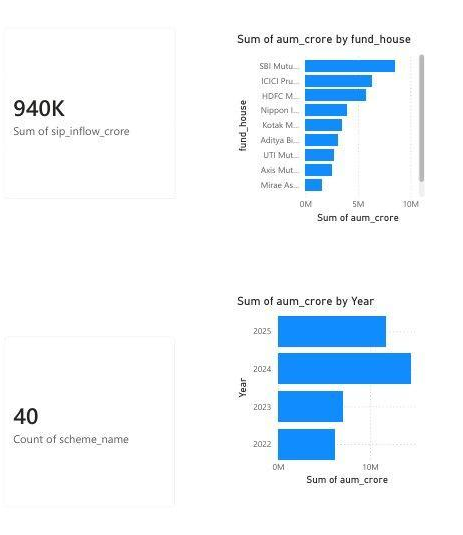 940K
Sum of sip_inflow_crore
Sum of aum_crore by fund_house
fund_house
SBI Mutu...
ICICI Pru...
HDFC M...
Nippon I...
Kotak M...
Aditya Bi...
UTI Mut...
Axis Mut...
Mirae As...
0M 5M 10M
Sum of aum_crore
40
Count of scheme_name
Sum of aum_crore by Year
Year
2025
2024
2023
2022
0M 10M
Sum of aum_crore